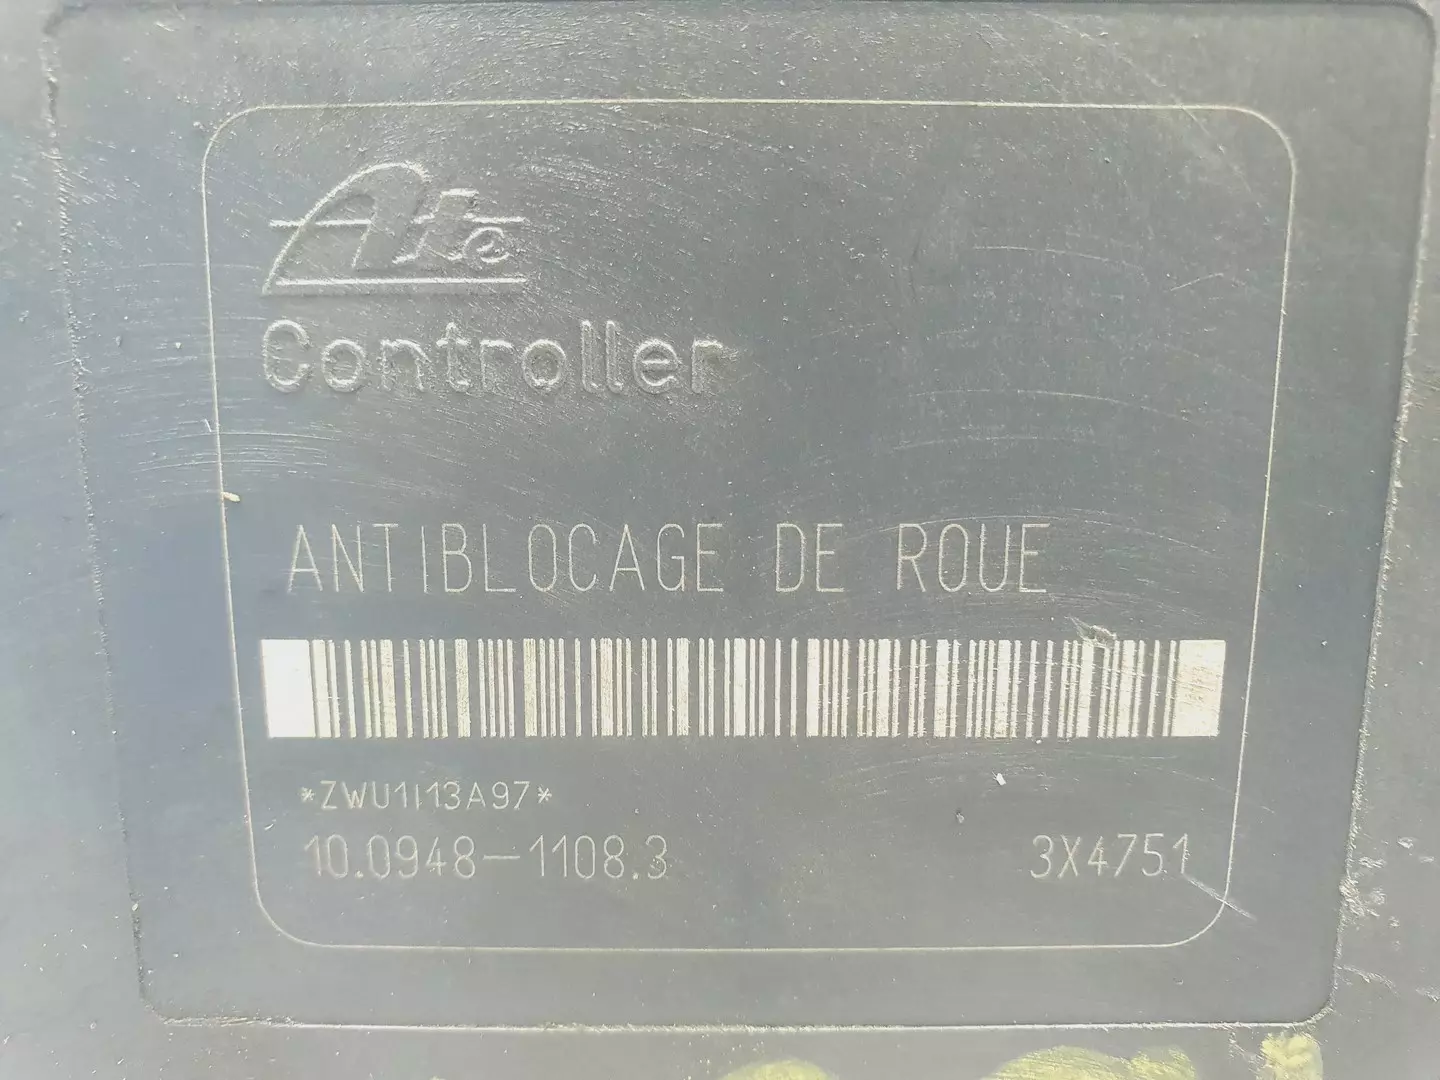 Ate
Controller
ANTIBLOCAGE DE ROUE
*ZWU1I13A97*
10.0948-1108.3 3X4751